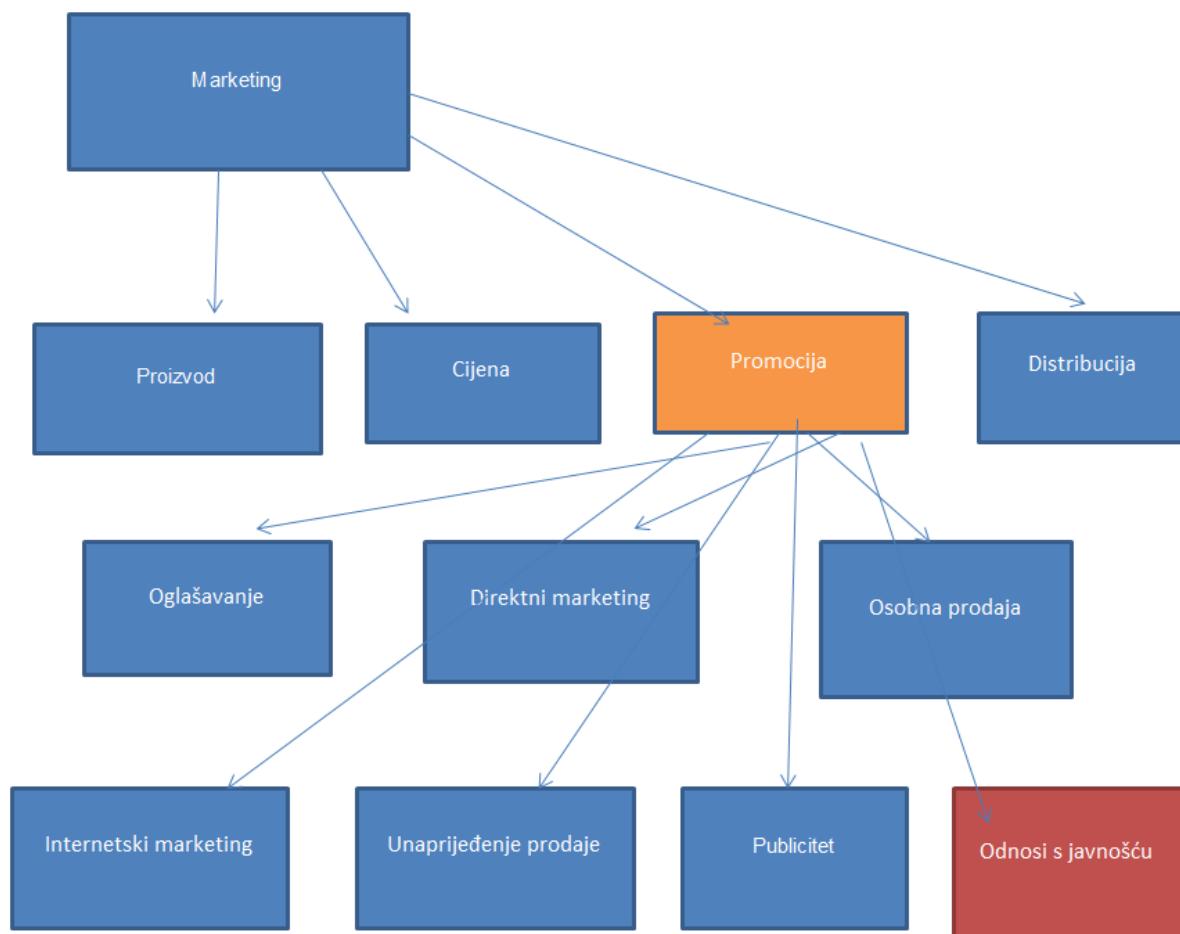 Marketing
Proizvod
Cijena
Promocija
Distribucija
Oglašavanje
Direktni marketing
Osobna prodaja
Internetski marketing
Unaprijeđenje prodaje
Publicitet
Odnosi s javnošću